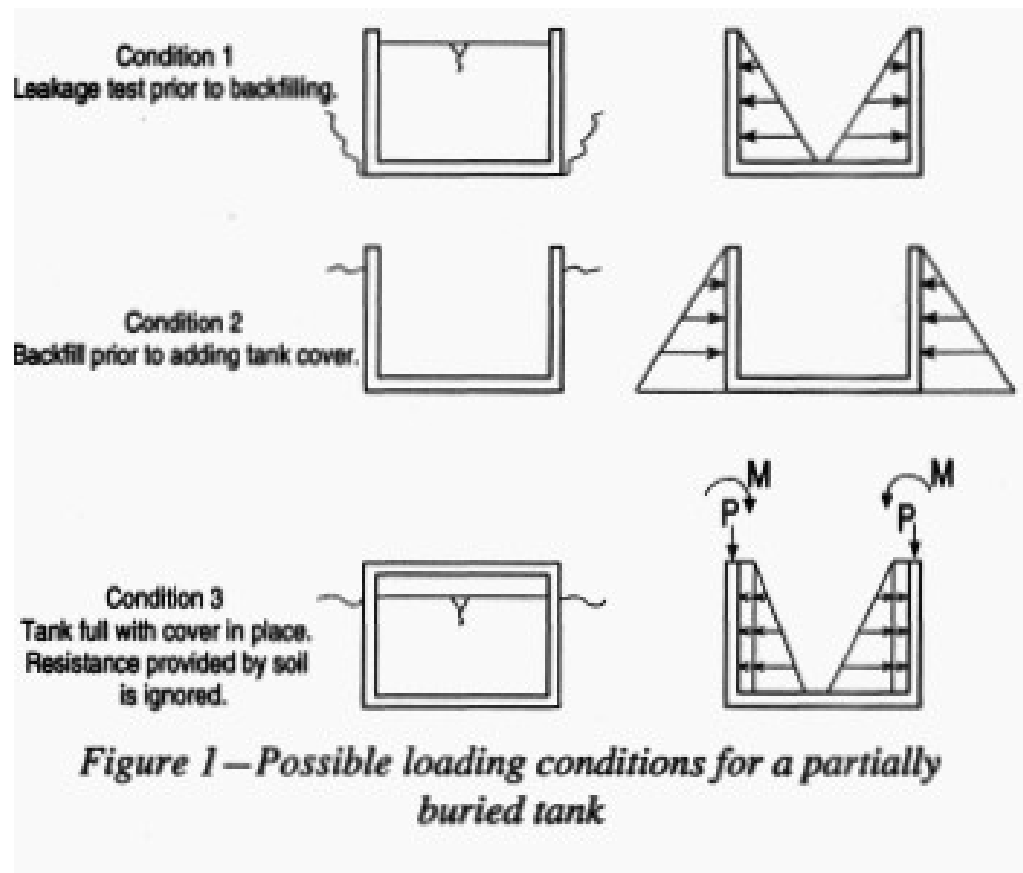 Condition 1
Leakage test prior to backfilling.
Condition 2
Backfill prior to adding tank cover.
M
M
P
P
Condition 3
Tank full with cover in place.
Resistance provided by soil
is ignored.
Figure 1—Possible loading conditions for a partially
buried tank